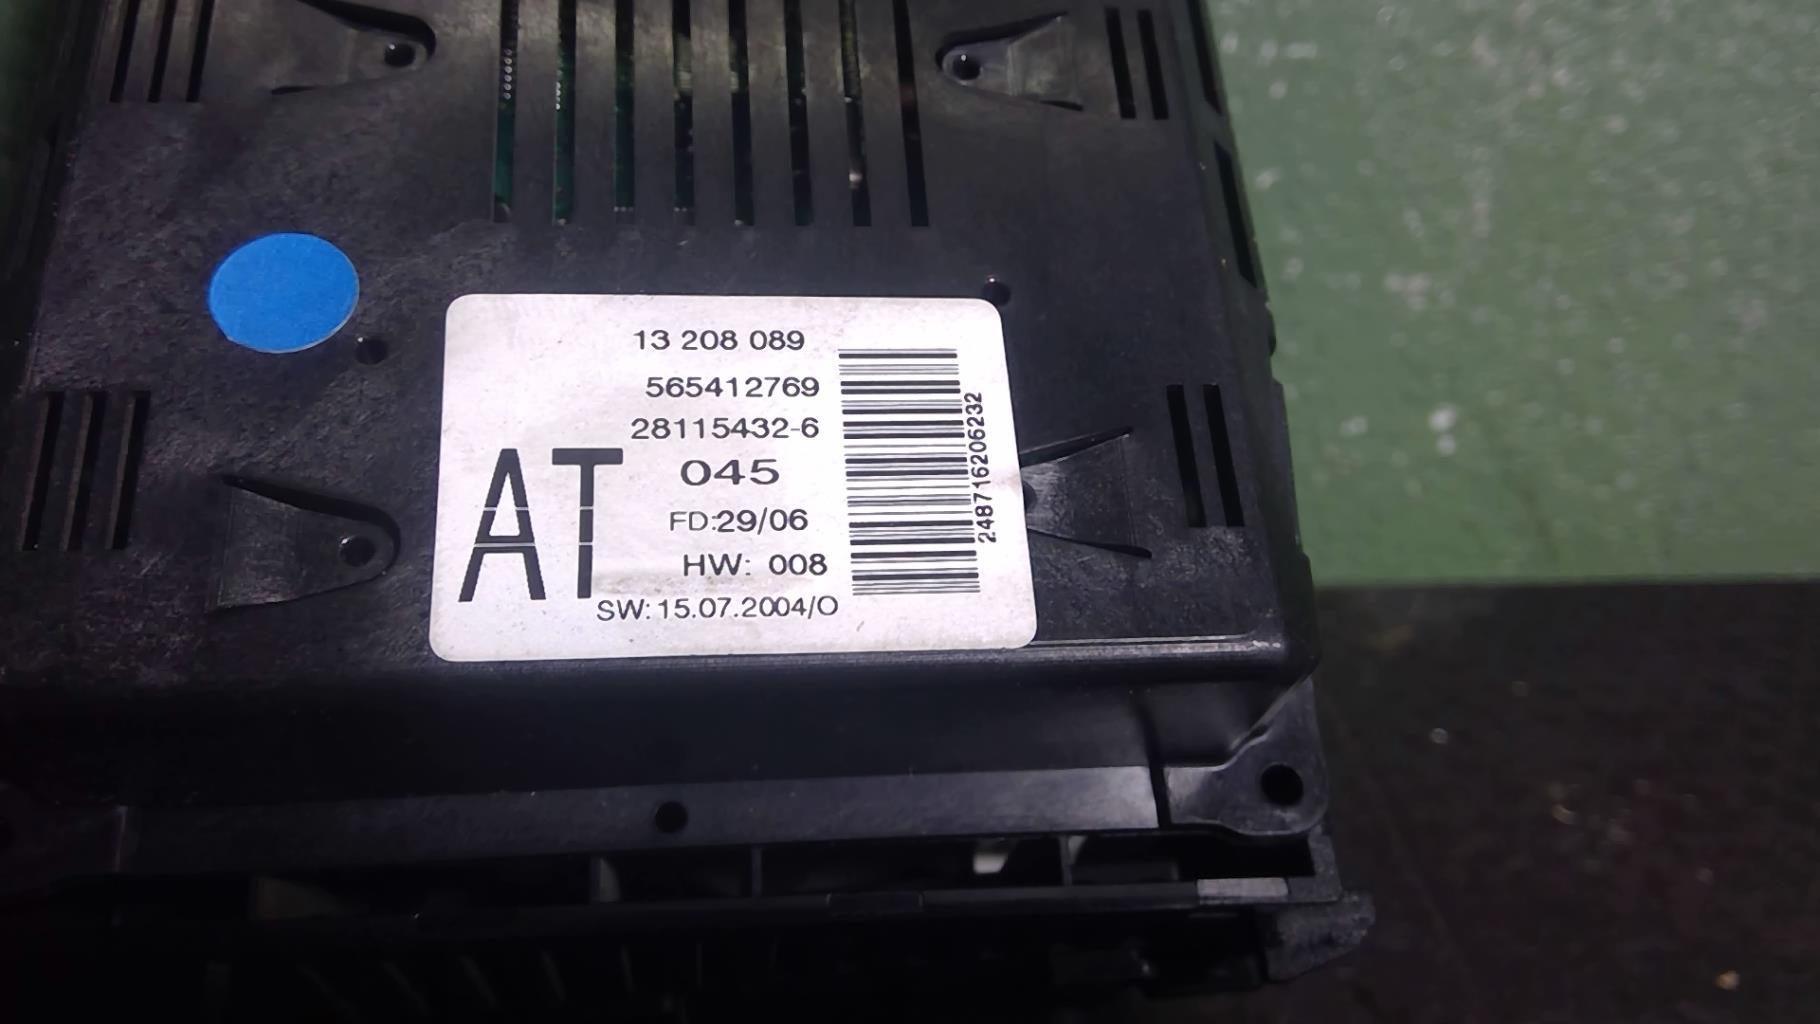 13 208 089
565412769
28115432-6
AT
045
FD:29/06
HW: 008
SW: 15.07.2004/O
248716206232